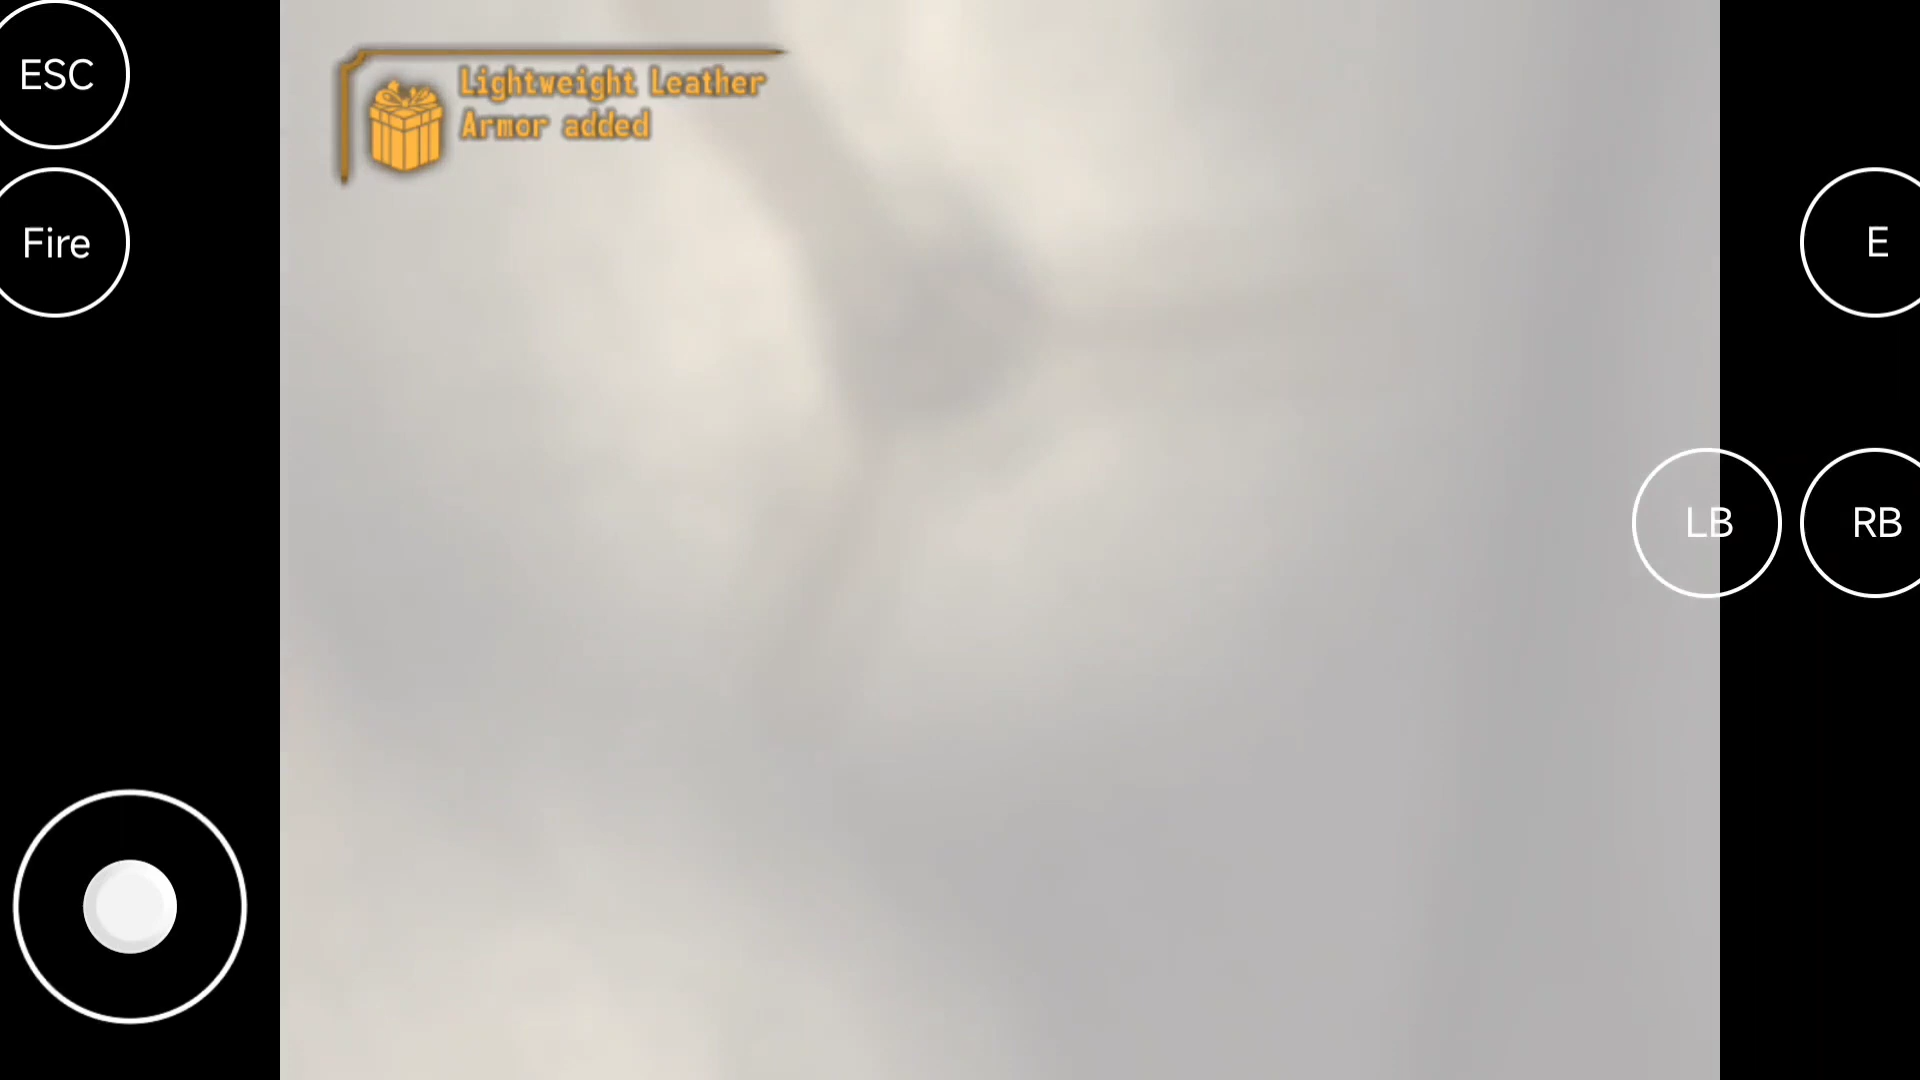 ESC
Lightweight Leather
Armor added
Fire
E
LB
RB